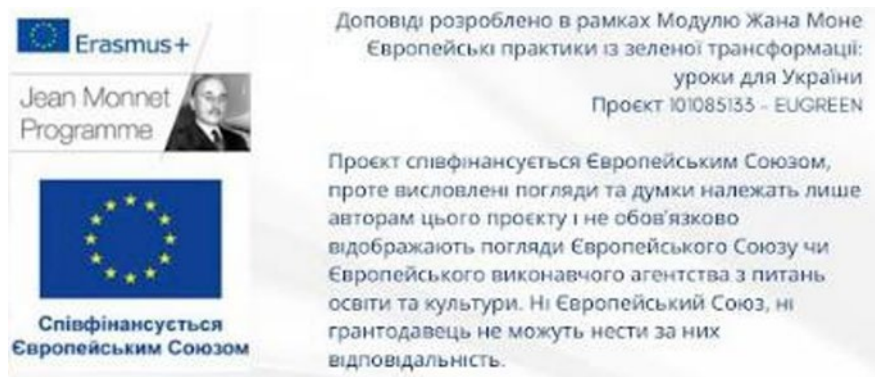 Erasmus+
Jean Monnet
Programme
Співфінансується
Європейським Союзом
Доповіді розроблено в рамках Модулю Жана Моне
Європейські практики із зеленої трансформації:
уроки для України
Проєкт 101085133 – EUGREEN
Проєкт співфінансується Європейським Союзом,
проте висловлені погляди та думки належать лише
авторам цього проєкту і не обов'язково
відображають погляди Європейського Союзу чи
Європейського виконавчого агентства з питань
освіти та культури. Ні Європейський Союз, ні
грантодавець не можуть нести за них
відповідальність.